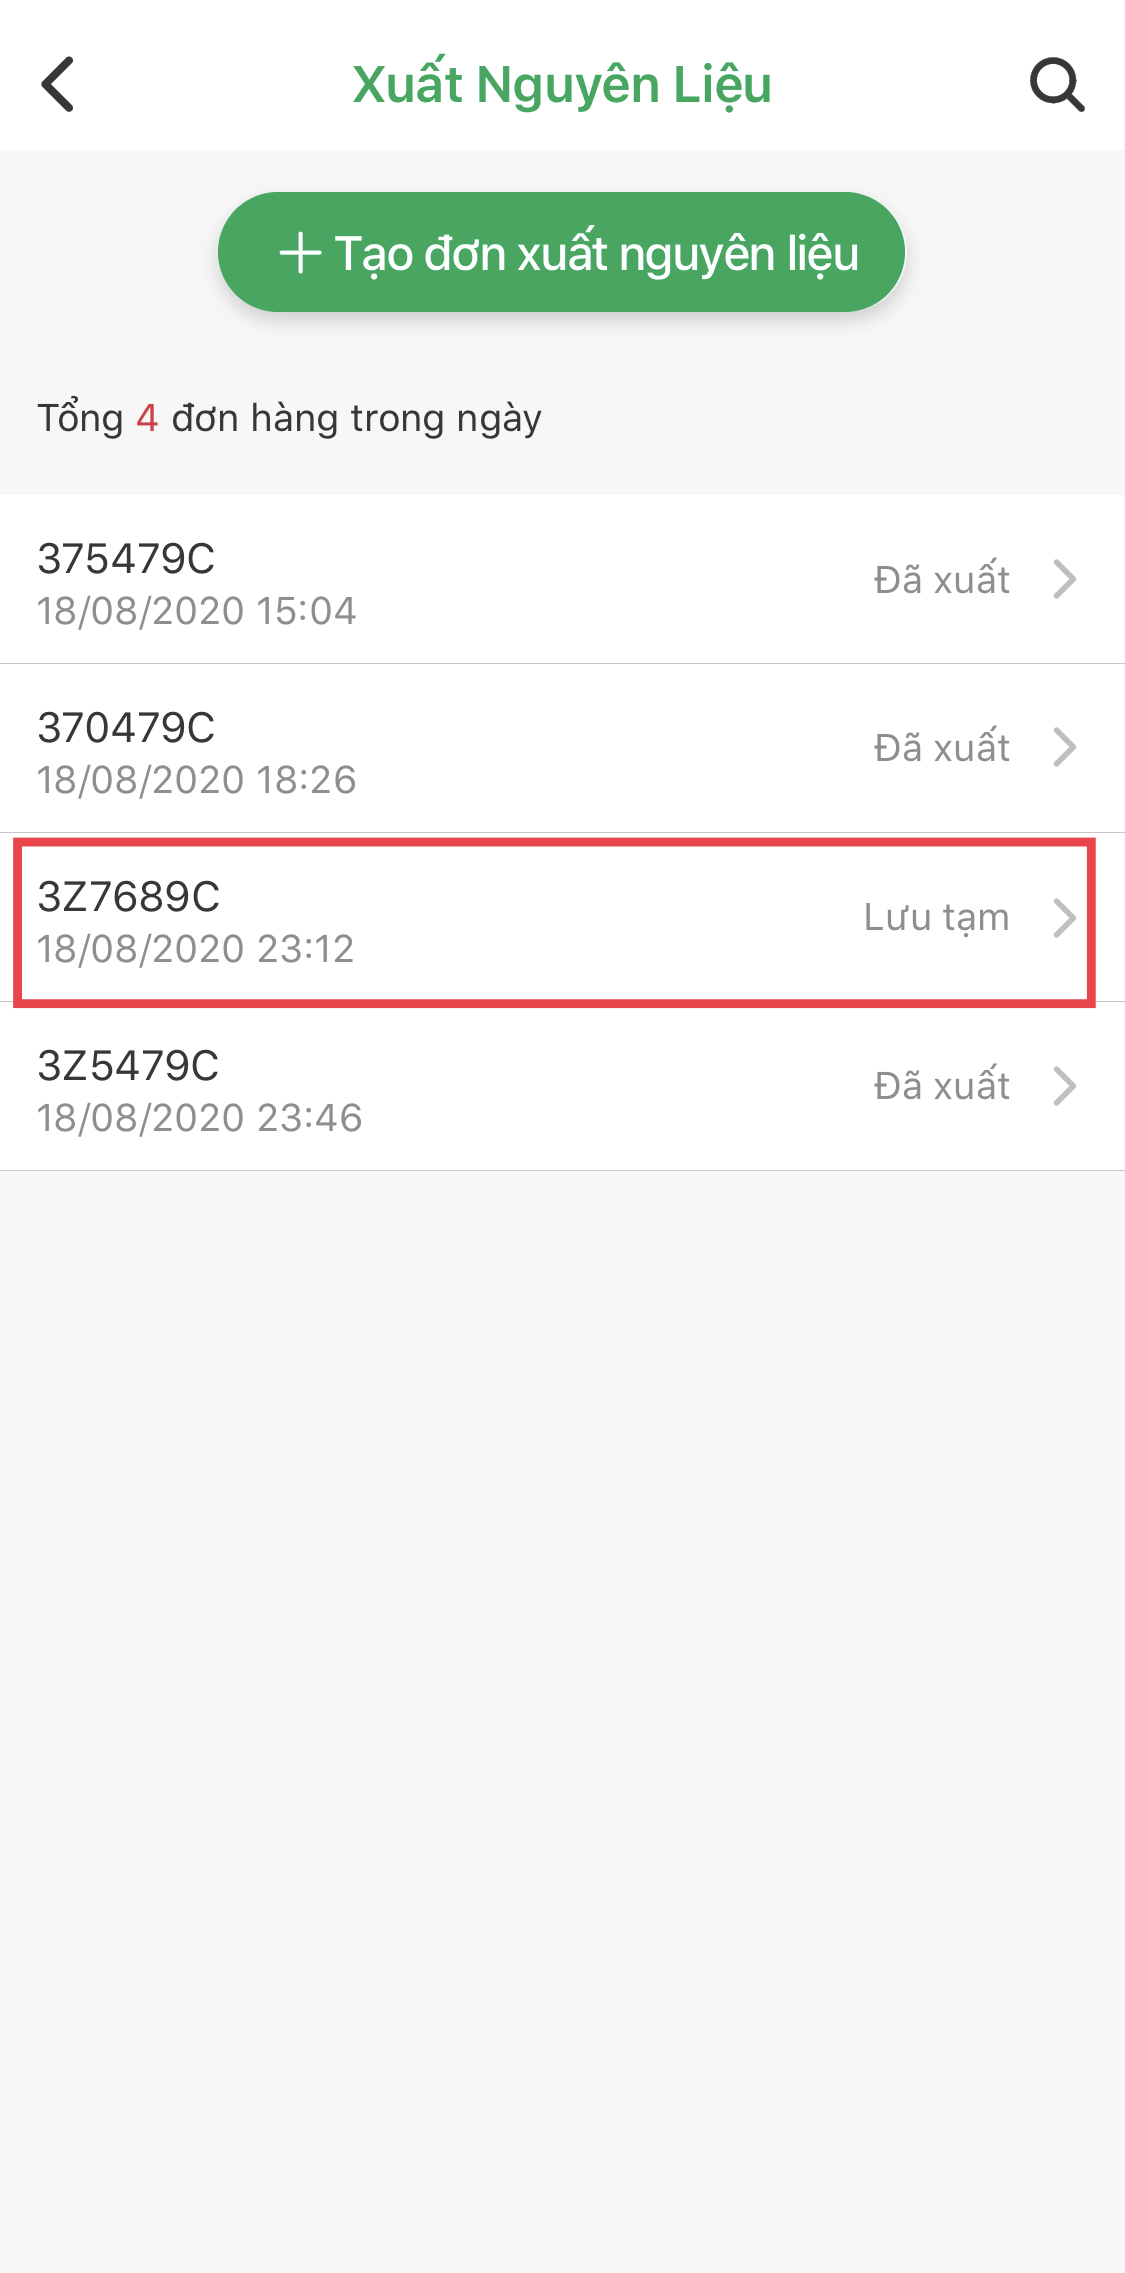 Xuất Nguyên Liệu
+ Tạo đơn xuất nguyên liệu
Tổng 4 đơn hàng trong ngày
375479C
18/08/2020 15:04
Đã xuất
370479C
18/08/2020 18:26
Đã xuất
3Z7689C
18/08/2020 23:12
Lưu tạm
3Z5479C
18/08/2020 23:46
Đã xuất